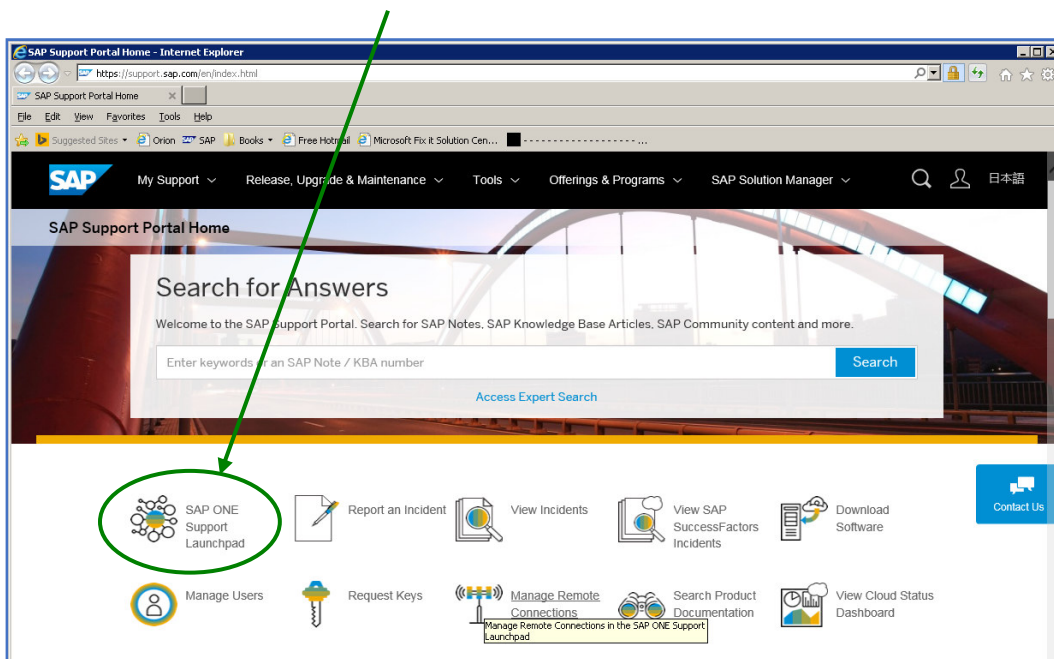 SAP Support Portal Home - Internet Explorer
https://support.sap.com/en/index.html
SAP Support Portal Home
File Edit View Favorites Tools Help
Suggested Sites Orion SAP Books Free Hotmail Microsoft Fix it Solution Cen... - - - - - - - - - - - - - - - - - - - ...
SAP My Support Release, Upgrade & Maintenance Tools Offerings & Programs SAP Solution Manager 日本語
SAP Support Portal Home
Search for Answers
Welcome to the SAP Support Portal. Search for SAP Notes, SAP Knowledge Base Articles, SAP Community content and more.
Enter keywords or an SAP Note / KBA number Search
Access Expert Search
Contact Us
SAP ONE
Support
Launchpad
Report an Incident
View Incidents
View SAP
SuccessFactors
Incidents
Download
Software
Manage Users
Request Keys
Manage Remote
Connections
Search Product
Documentation
View Cloud Status
Dashboard
Manage Remote Connections in the SAP ONE Support
Launchpad